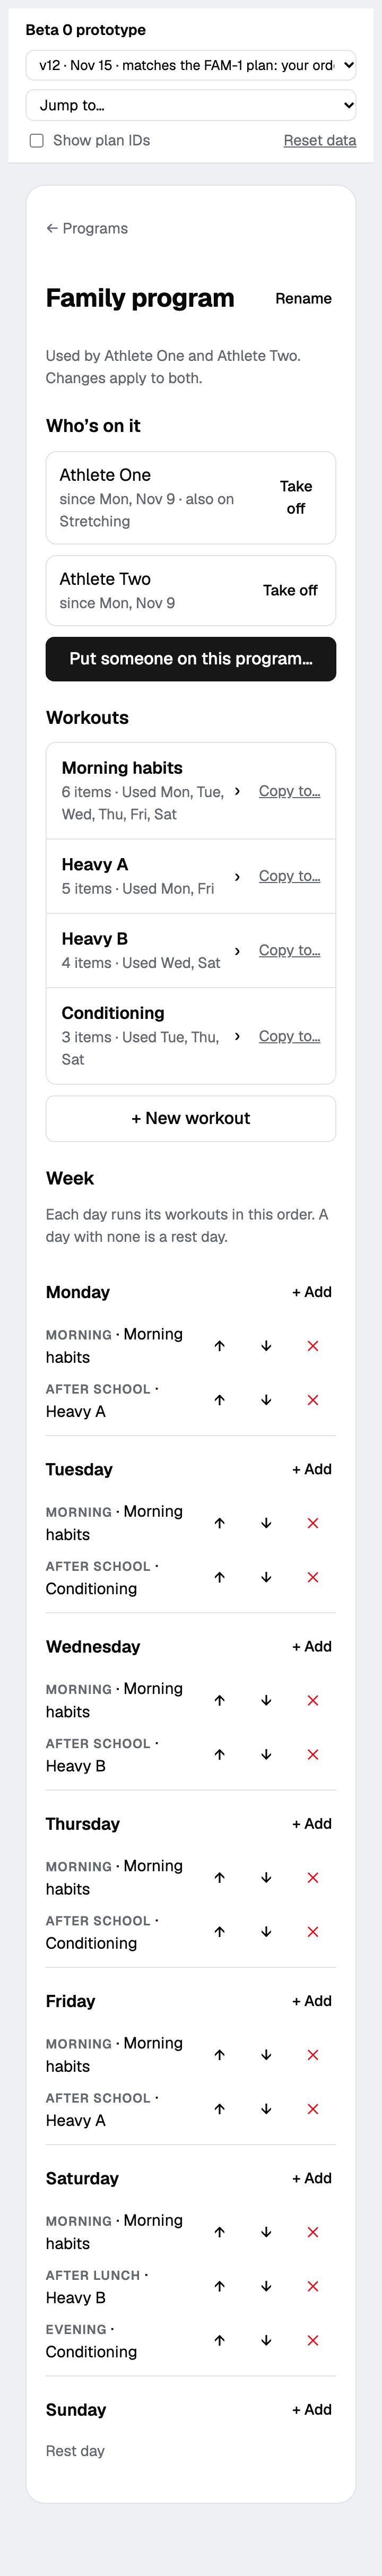 Beta 0 prototype
v12 · Nov 15 · matches the FAM-1 plan: your ord
Jump to...
Show plan IDs
Reset data
← Programs
Family program
Rename
Used by Athlete One and Athlete Two.
Changes apply to both.
Who’s on it
Athlete One
since Mon, Nov 9 · also on
Stretching
Take
off
Athlete Two
since Mon, Nov 9
Take off
Put someone on this program…
Workouts
Morning habits
6 items · Used Mon, Tue,
Wed, Thu, Fri, Sat
› Copy to…
Heavy A
5 items · Used Mon, Fri
› Copy to…
Heavy B
4 items · Used Wed, Sat
› Copy to…
Conditioning
3 items · Used Tue, Thu,
Sat
› Copy to…
+ New workout
Week
Each day runs its workouts in this order. A
day with none is a rest day.
Monday
+ Add
MORNING · Morning
habits
↑ ↓ ×
AFTER SCHOOL ·
Heavy A
↑ ↓ ×
Tuesday
+ Add
MORNING · Morning
habits
↑ ↓ ×
AFTER SCHOOL ·
Conditioning
↑ ↓ ×
Wednesday
+ Add
MORNING · Morning
habits
↑ ↓ ×
AFTER SCHOOL ·
Heavy B
↑ ↓ ×
Thursday
+ Add
MORNING · Morning
habits
↑ ↓ ×
AFTER SCHOOL ·
Conditioning
↑ ↓ ×
Friday
+ Add
MORNING · Morning
habits
↑ ↓ ×
AFTER SCHOOL ·
Heavy A
↑ ↓ ×
Saturday
+ Add
MORNING · Morning
habits
↑ ↓ ×
AFTER LUNCH ·
Heavy B
↑ ↓ ×
EVENING ·
Conditioning
↑ ↓ ×
Sunday
+ Add
Rest day